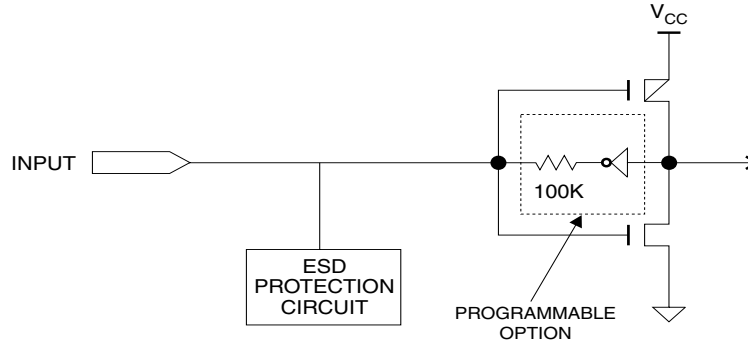 VCC
INPUT
100K
ESD
PROTECTION
CIRCUIT
PROGRAMMABLE
OPTION